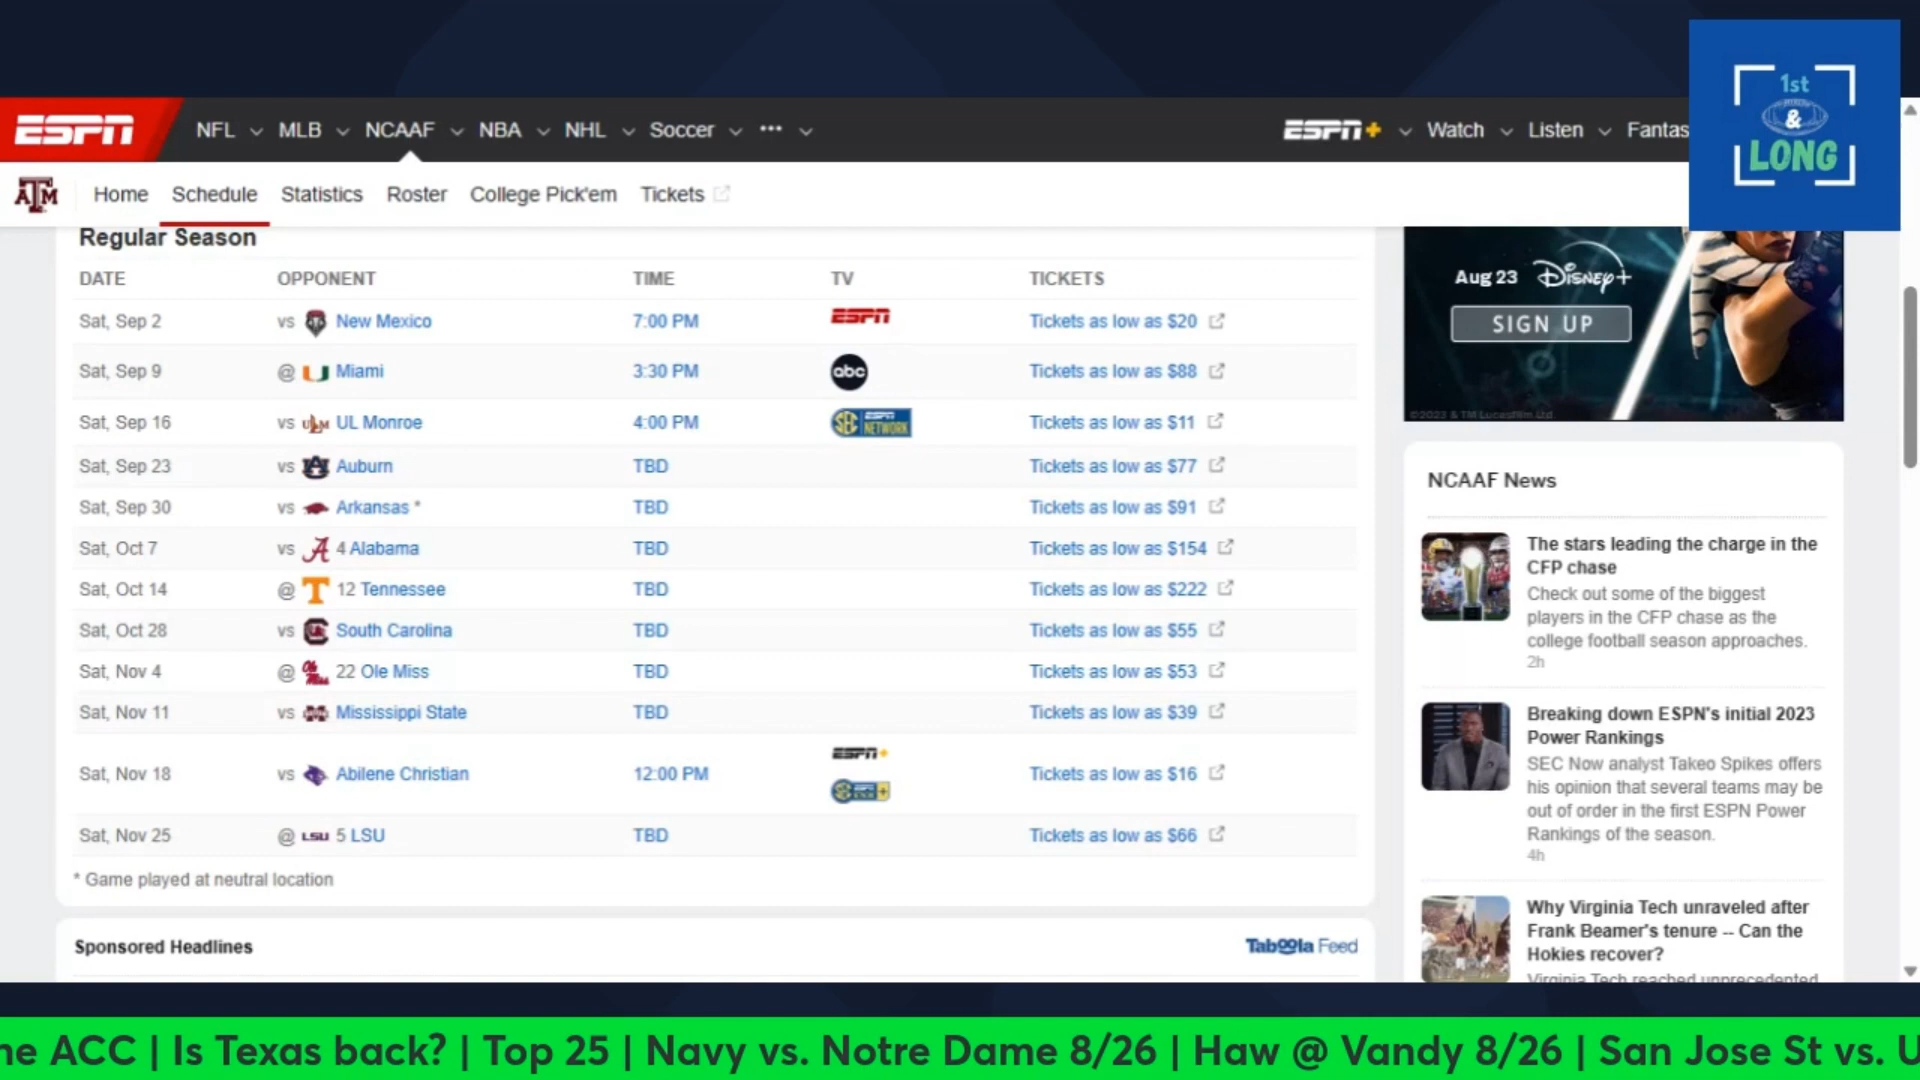 1st
&
LONG
ESPN NFL MLB NCAAF NBA NHL Soccer ••• ESPN+ Watch Listen Fantas
ATM Home Schedule Statistics Roster College Pick'em Tickets
Regular Season
DATE OPPONENT TIME TV TICKETS
Sat, Sep 2 vs New Mexico 7:00 PM ESPN Tickets as low as $20
Sat, Sep 9 @ Miami 3:30 PM abc Tickets as low as $88
Sat, Sep 16 vs ULM UL Monroe 4:00 PM SEC ESPN NETWORK Tickets as low as $11
Sat, Sep 23 vs AU Auburn TBD Tickets as low as $77
Sat, Sep 30 vs Arkansas * TBD Tickets as low as $91
Sat, Oct 7 vs A 4 Alabama TBD Tickets as low as $154
Sat, Oct 14 @ T 12 Tennessee TBD Tickets as low as $222
Sat, Oct 28 vs South Carolina TBD Tickets as low as $55
Sat, Nov 4 @ Ole Miss 22 Ole Miss TBD Tickets as low as $53
Sat, Nov 11 vs Mississippi State TBD Tickets as low as $39
Sat, Nov 18 vs Abilene Christian 12:00 PM ESPN+ Tickets as low as $16
Sat, Nov 25 @ LSU 5 LSU TBD Tickets as low as $66
* Game played at neutral location
Sponsored Headlines Taboola Feed
Aug 23 Disney+
SIGN UP
©2023 & TM Lucasfilm Ltd.
NCAAF News
The stars leading the charge in the
CFP chase
Check out some of the biggest
players in the CFP chase as the
college football season approaches.
2h
Breaking down ESPN's initial 2023
Power Rankings
SEC Now analyst Takeo Spikes offers
his opinion that several teams may be
out of order in the first ESPN Power
Rankings of the season.
4h
Why Virginia Tech unraveled after
Frank Beamer's tenure -- Can the
Hokies recover?
Virginia Tech reached unprecedented
he ACC | Is Texas back? | Top 25 | Navy vs. Notre Dame 8/26 | Haw @ Vandy 8/26 | San Jose St vs. U